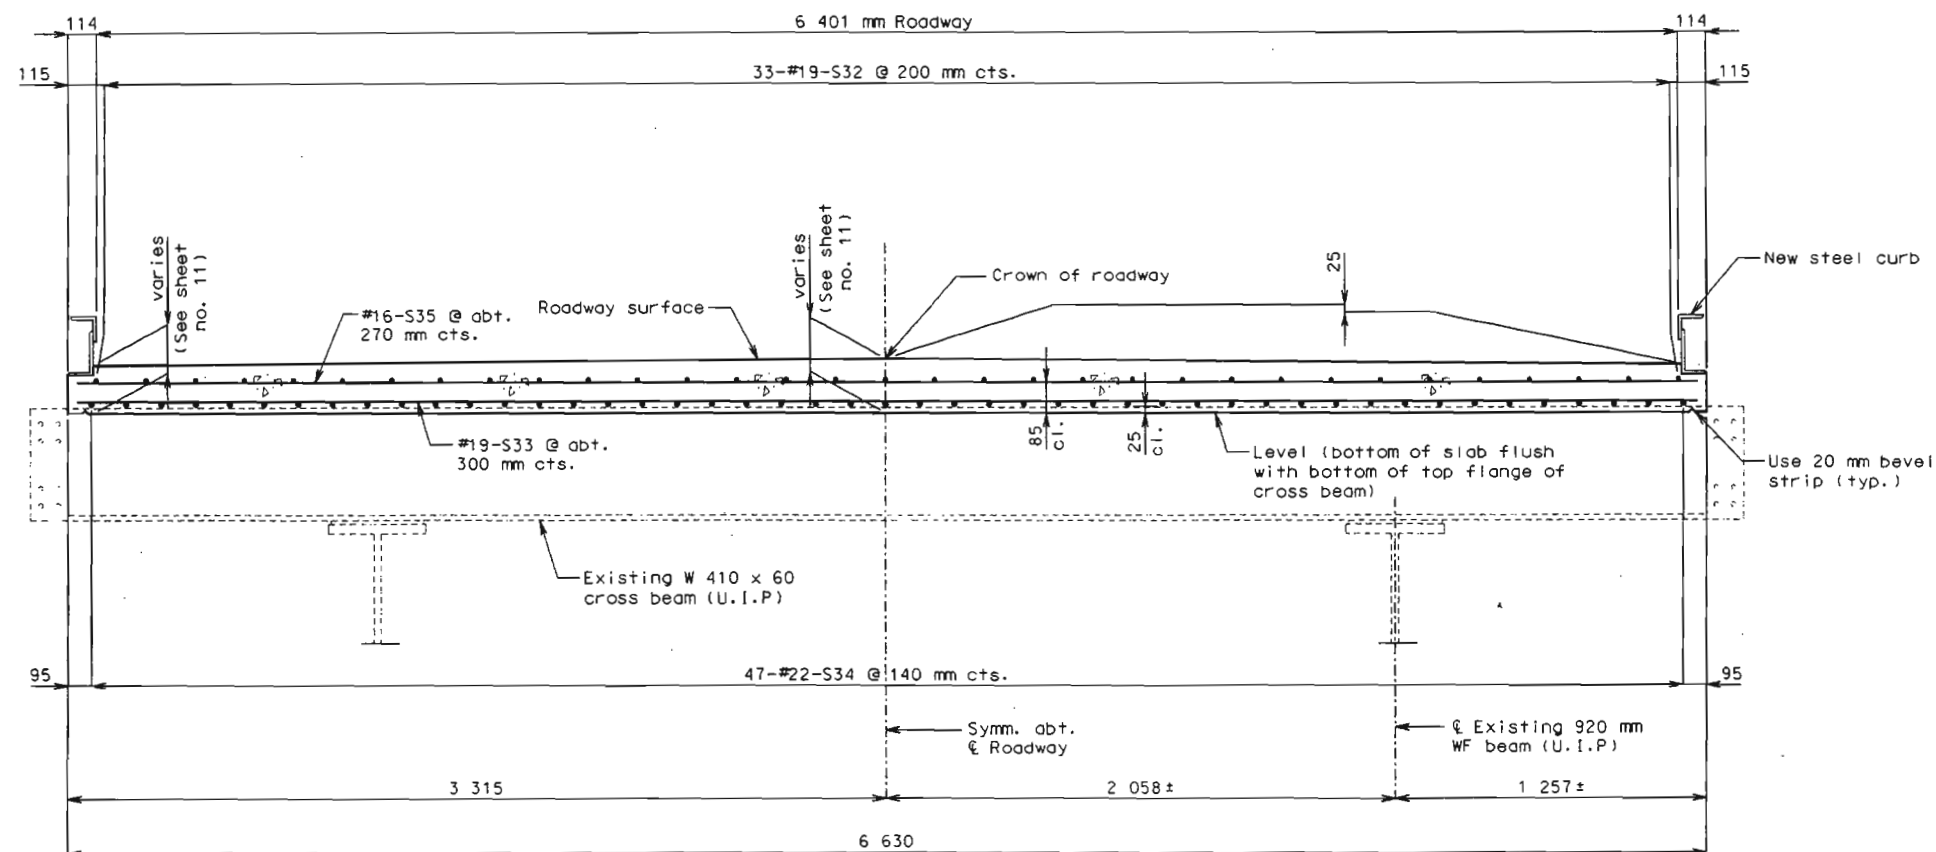 114
6 401 mm Roadway
114
115
33-#19-S32 @ 200 mm cts.
115
varies
(See sheet
no. 11)
varies
(See sheet
no. 11)
25
New steel curb
Crown of roadway
#16-S35 @ abt.
270 mm cts.
Roadway surface
#19-S33 @ abt.
300 mm cts.
85
cl.
25
cl.
Level (bottom of slab flush
with bottom of top flange of
cross beam)
Use 20 mm bevel
strip (typ.)
Existing W 410 x 60
cross beam (U.I.P)
95
47-#22-S34 @ 140 mm cts.
95
Symm. abt.
℄ Roadway
℄ Existing 920 mm
WF beam (U.I.P)
3 315
2 058±
1 257±
6 630